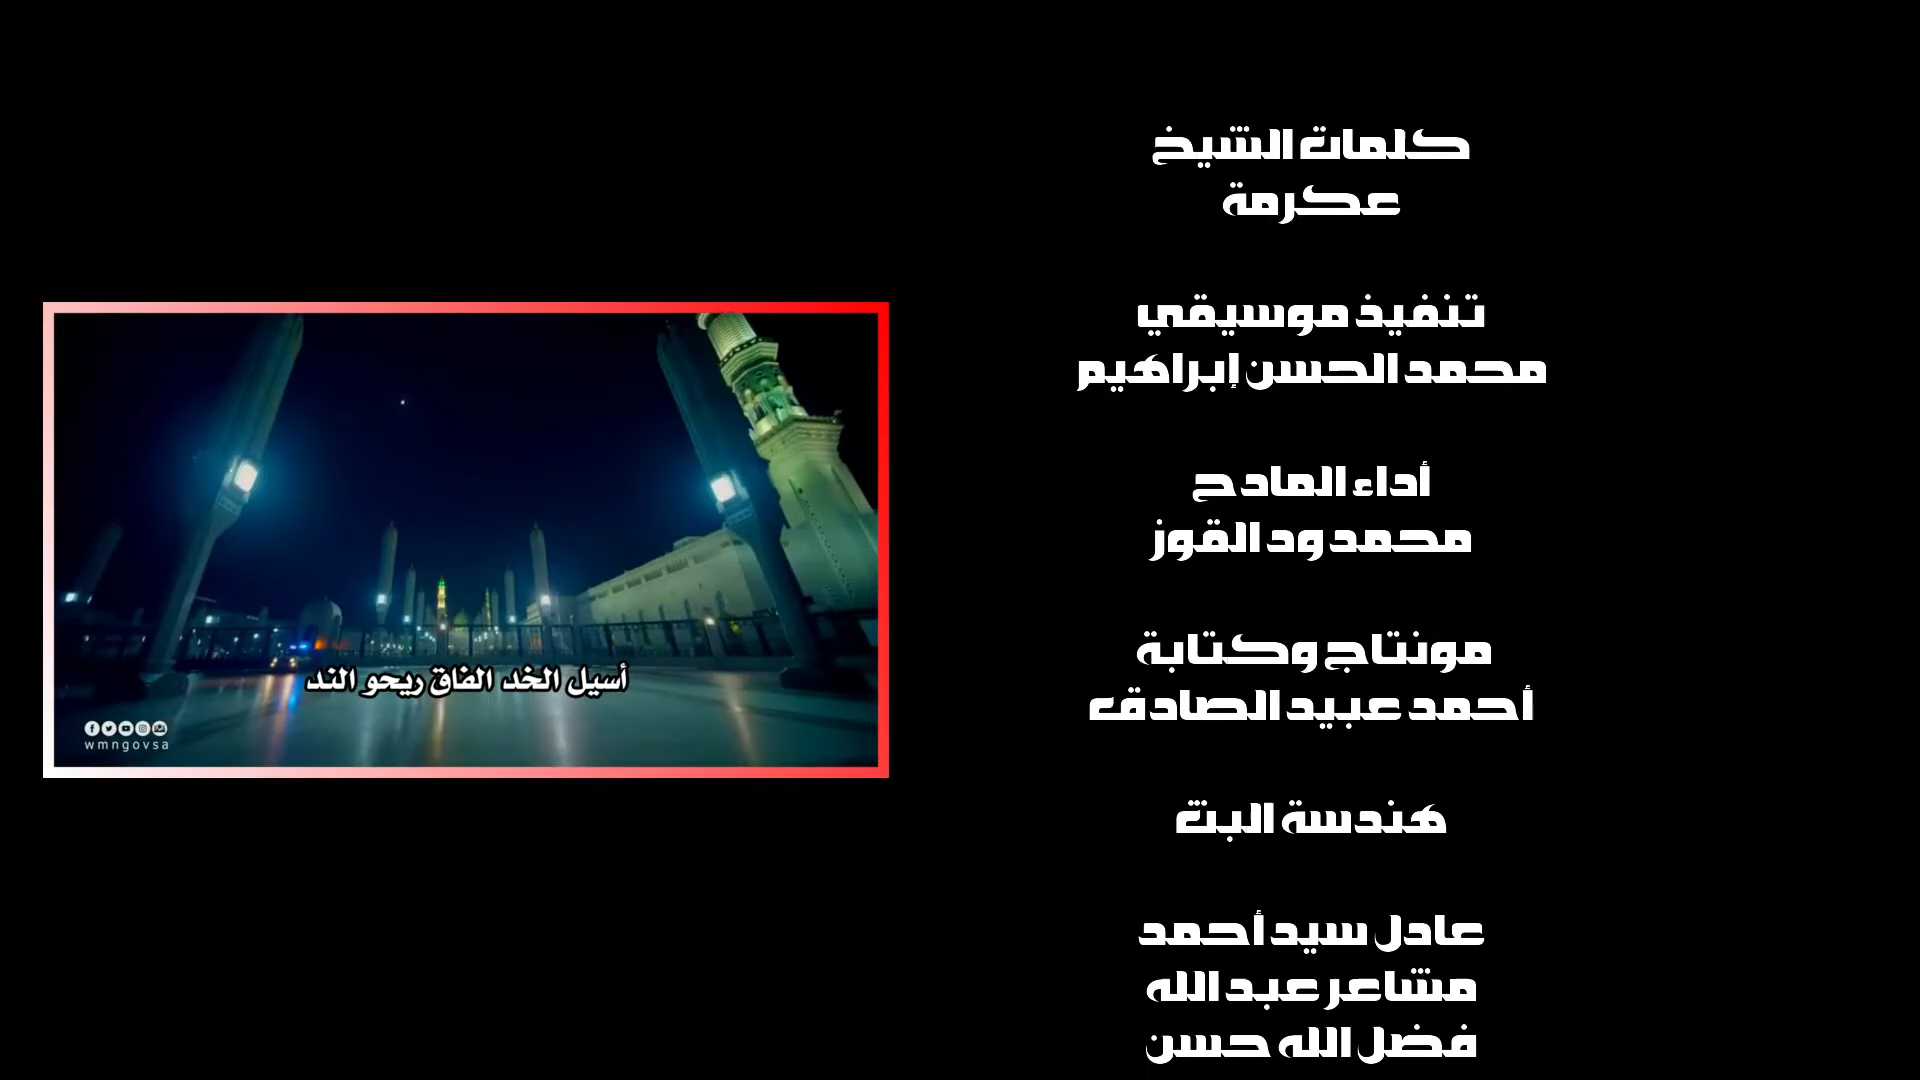 كلمات الشيخ
عكرمة
تنفيذ موسيقي
محمد الحسن إبراهيم
أداء المادح
محمد ود القوز
مونتاج وكتابة
أحمد عبيد الصادق
هندسة البث
عادل سيد أحمد
مشاعر عبد الله
فضل الله حسن
أسيل الخد الفاق ريحو الند
wmngovsa